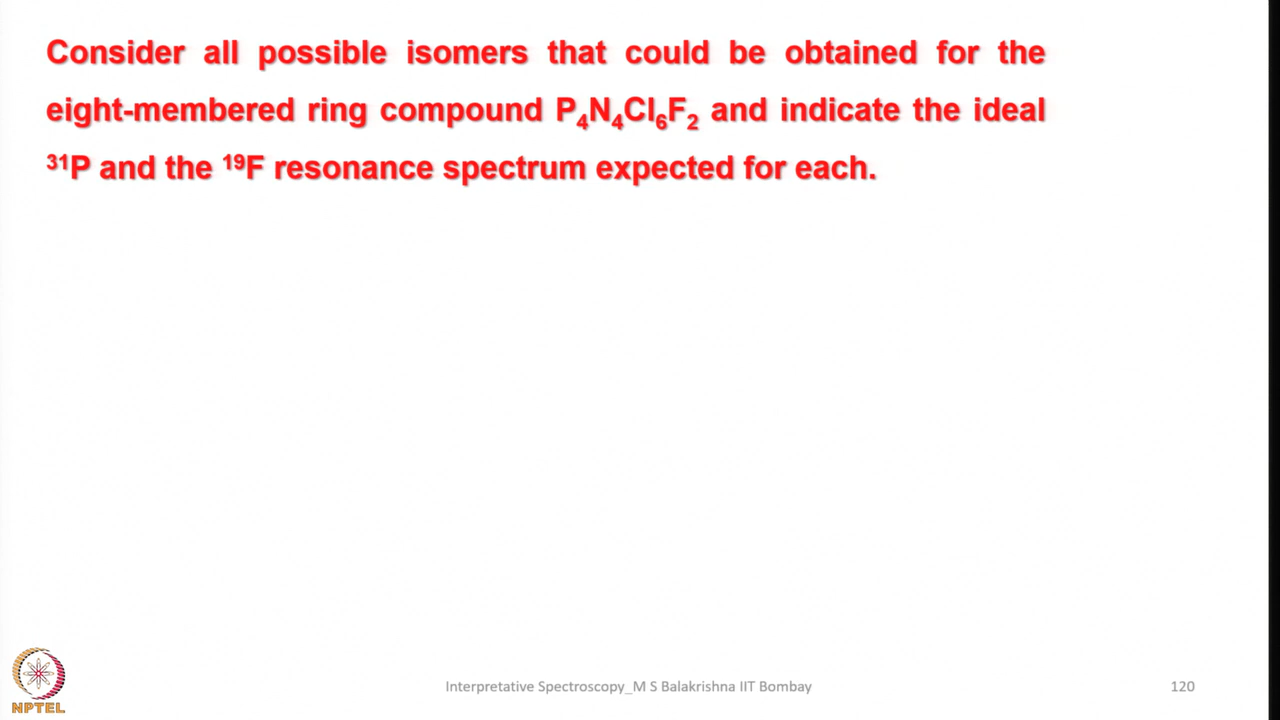 Consider all possible isomers that could be obtained for the
eight-membered ring compound P₄N₄Cl₆F₂ and indicate the ideal
³¹P and the ¹⁹F resonance spectrum expected for each.
NPTEL
Interpretative Spectroscopy_M S Balakrishna IIT Bombay
120